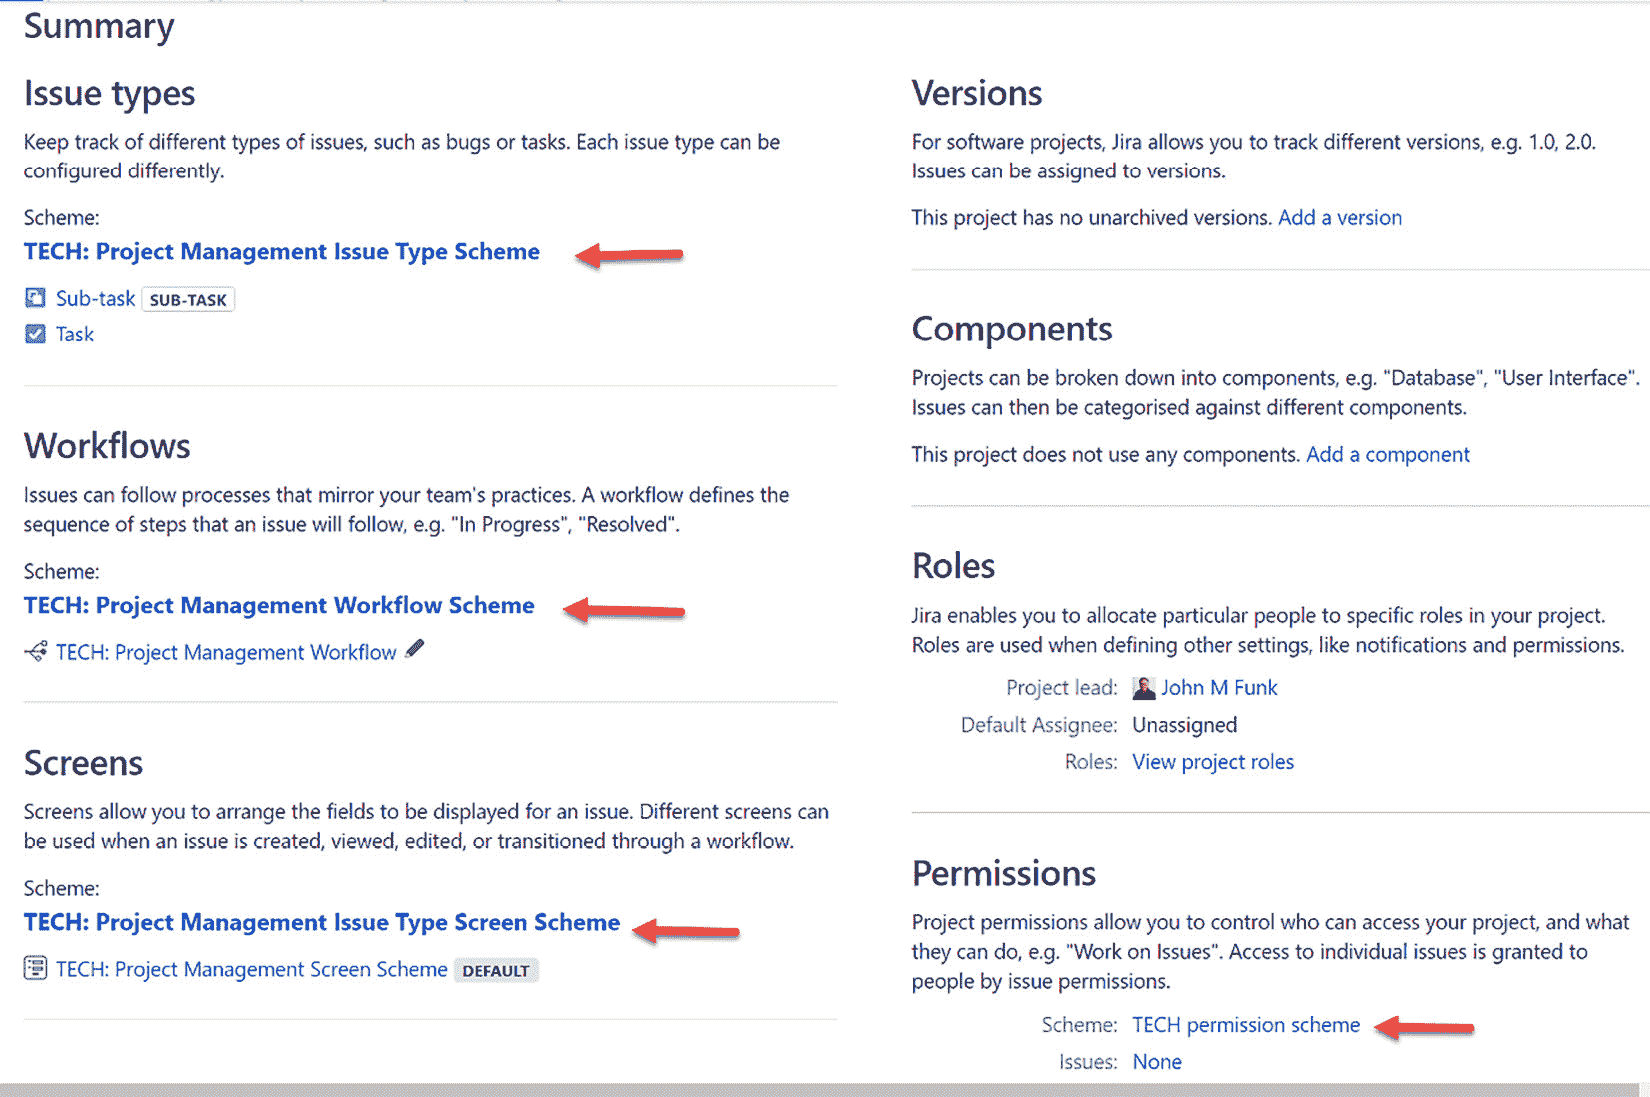 Summary
Issue types
Keep track of different types of issues, such as bugs or tasks. Each issue type can be
configured differently.
Scheme:
TECH: Project Management Issue Type Scheme
Sub-task SUB-TASK
Task
Workflows
Issues can follow processes that mirror your team's practices. A workflow defines the
sequence of steps that an issue will follow, e.g. "In Progress", "Resolved".
Scheme:
TECH: Project Management Workflow Scheme
TECH: Project Management Workflow
Screens
Screens allow you to arrange the fields to be displayed for an issue. Different screens can
be used when an issue is created, viewed, edited, or transitioned through a workflow.
Scheme:
TECH: Project Management Issue Type Screen Scheme
TECH: Project Management Screen Scheme DEFAULT
Versions
For software projects, Jira allows you to track different versions, e.g. 1.0, 2.0.
Issues can be assigned to versions.
This project has no unarchived versions. Add a version
Components
Projects can be broken down into components, e.g. "Database", "User Interface".
Issues can then be categorised against different components.
This project does not use any components. Add a component
Roles
Jira enables you to allocate particular people to specific roles in your project.
Roles are used when defining other settings, like notifications and permissions.
Project lead: John M Funk
Default Assignee: Unassigned
Roles: View project roles
Permissions
Project permissions allow you to control who can access your project, and what
they can do, e.g. "Work on Issues". Access to individual issues is granted to
people by issue permissions.
Scheme: TECH permission scheme
Issues: None